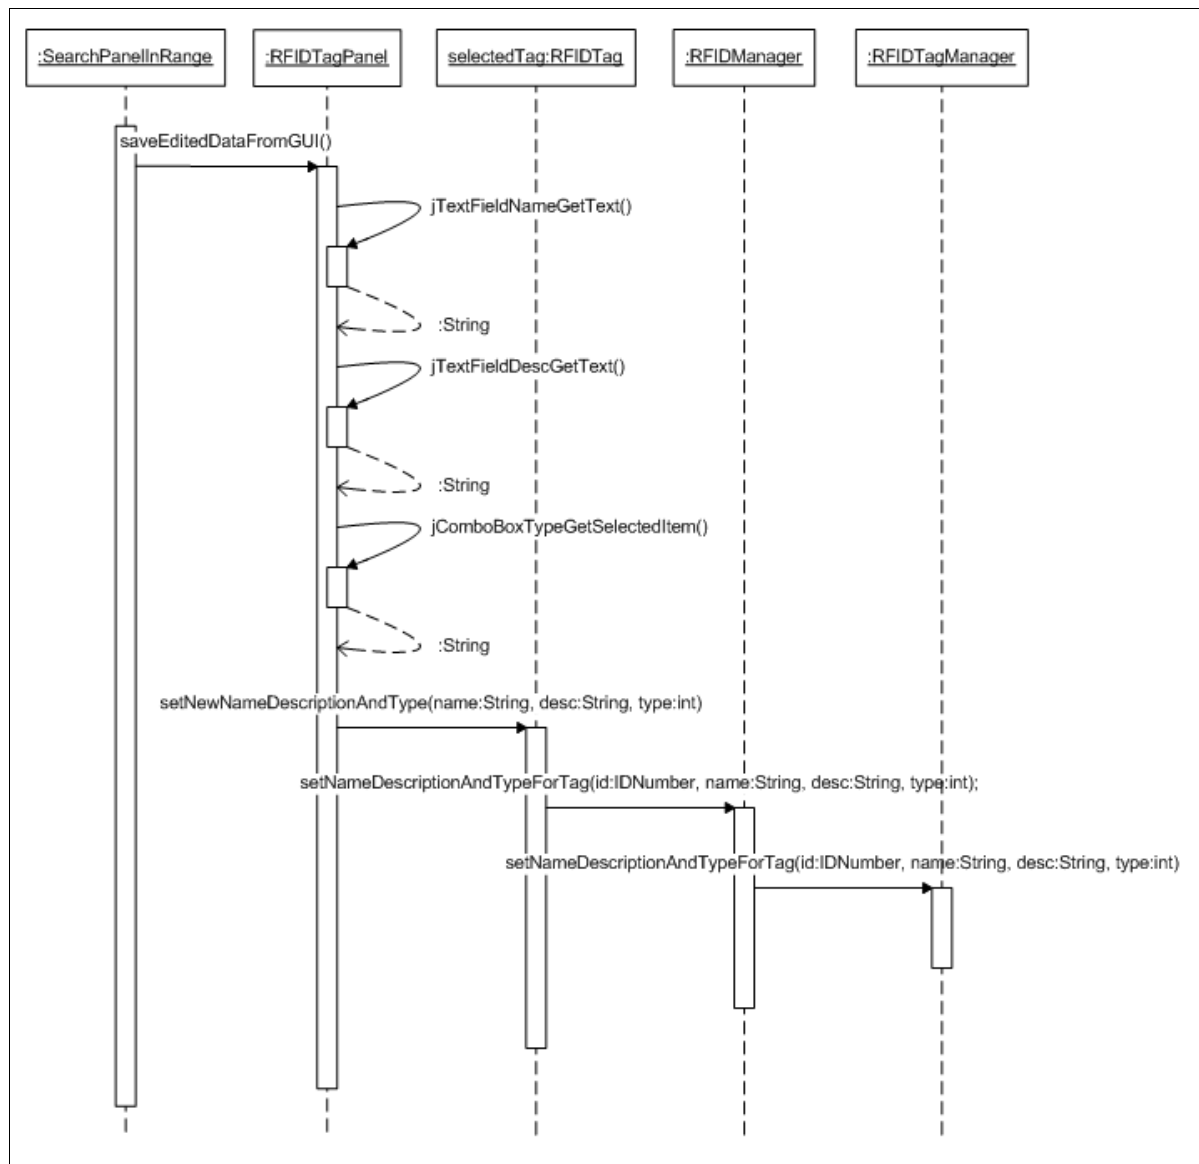 :SearchPanelInRange
:RFIDTagPanel
selectedTag:RFIDTag
:RFIDManager
:RFIDTagManager
saveEditedDataFromGUI()
jTextFieldNameGetText()
:String
jTextFieldDescGetText()
:String
jComboBoxTypeGetSelectedItem()
:String
setNewNameDescriptionAndType(name:String, desc:String, type:int)
setNameDescriptionAndTypeForTag(id:IDNumber, name:String, desc:String, type:int);
setNameDescriptionAndTypeForTag(id:IDNumber, name:String, desc:String, type:int)